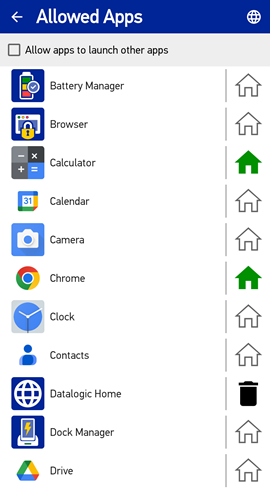 Allowed Apps
Allow apps to launch other apps
Battery Manager
Browser
Calculator
31
Calendar
Camera
Chrome
Clock
Contacts
Datalogic Home
Dock Manager
Drive